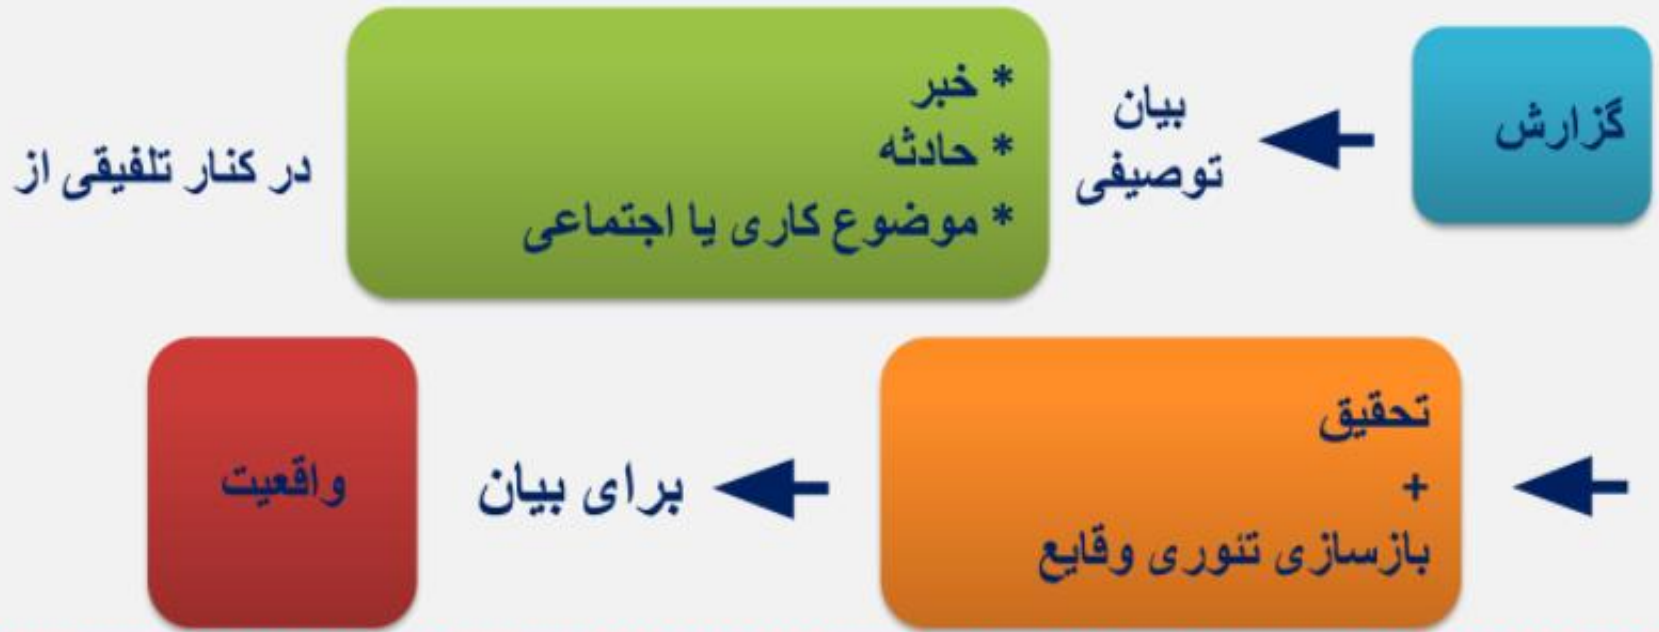 گزارش
بیان
توصیفی
* خبر
* حادثه
* موضوع کاری یا اجتماعی
در کنار تلفیقی از
تحقیق
+
بازسازی تئوری وقایع
برای بیان
واقعیت